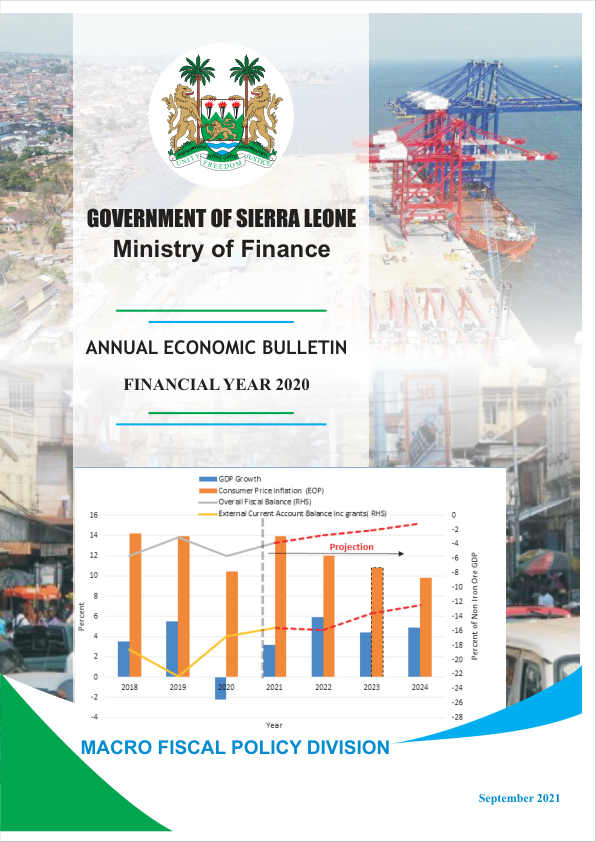 UNITY
FREEDOM
JUSTICE
GOVERNMENT OF SIERRA LEONE
Ministry of Finance
ANNUAL ECONOMIC BULLETIN
FINANCIAL YEAR 2020
GDP Growth
Consumer Price Inflation (EOP)
Overall Fiscal Balance (RHS)
External Current Account Balance Inc grants( RHS)
Projection
Percent
16
14
12
10
8
6
4
2
0
-2
-4
0
-2
-4
-6
-8
-10
-12
-14
-16
-18
-20
-22
-24
-26
-28
Percent of Non Iron Ore GDP
2018 2019 2020 2021 2022 2023 2024
Year
MACRO FISCAL POLICY DIVISION
September 2021